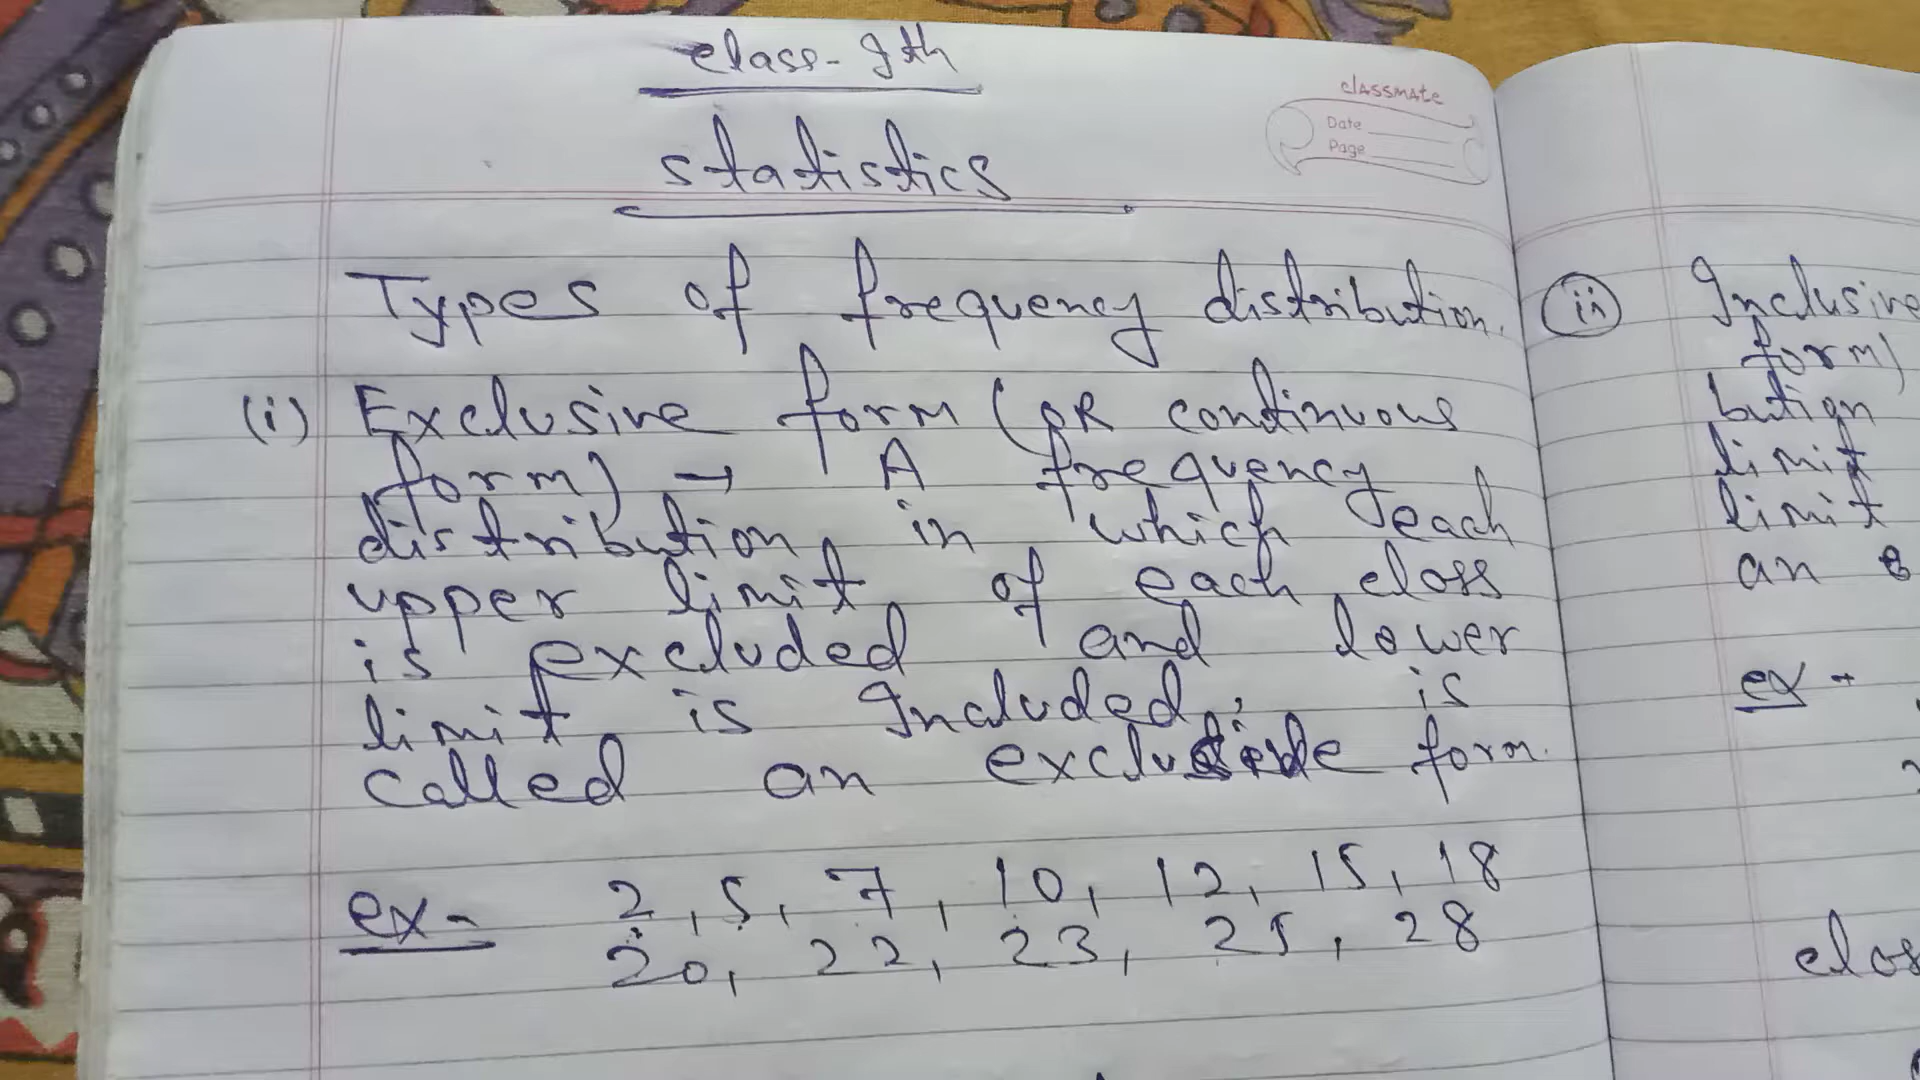 class - 9th
classmate
Date
Page
statistics
Types of frequency distribution.
(i) Exclusive form (OR continuous
form) → A frequency
distribution in which each
upper limit of each class
is excluded and lower
limit is Included, is
called an exclusive form.
ex- 2, 5, 7, 10, 12, 15, 18
20, 22, 23, 25, 28
(ii) Inclusive
form)
bution
limit
limit
an
ex -